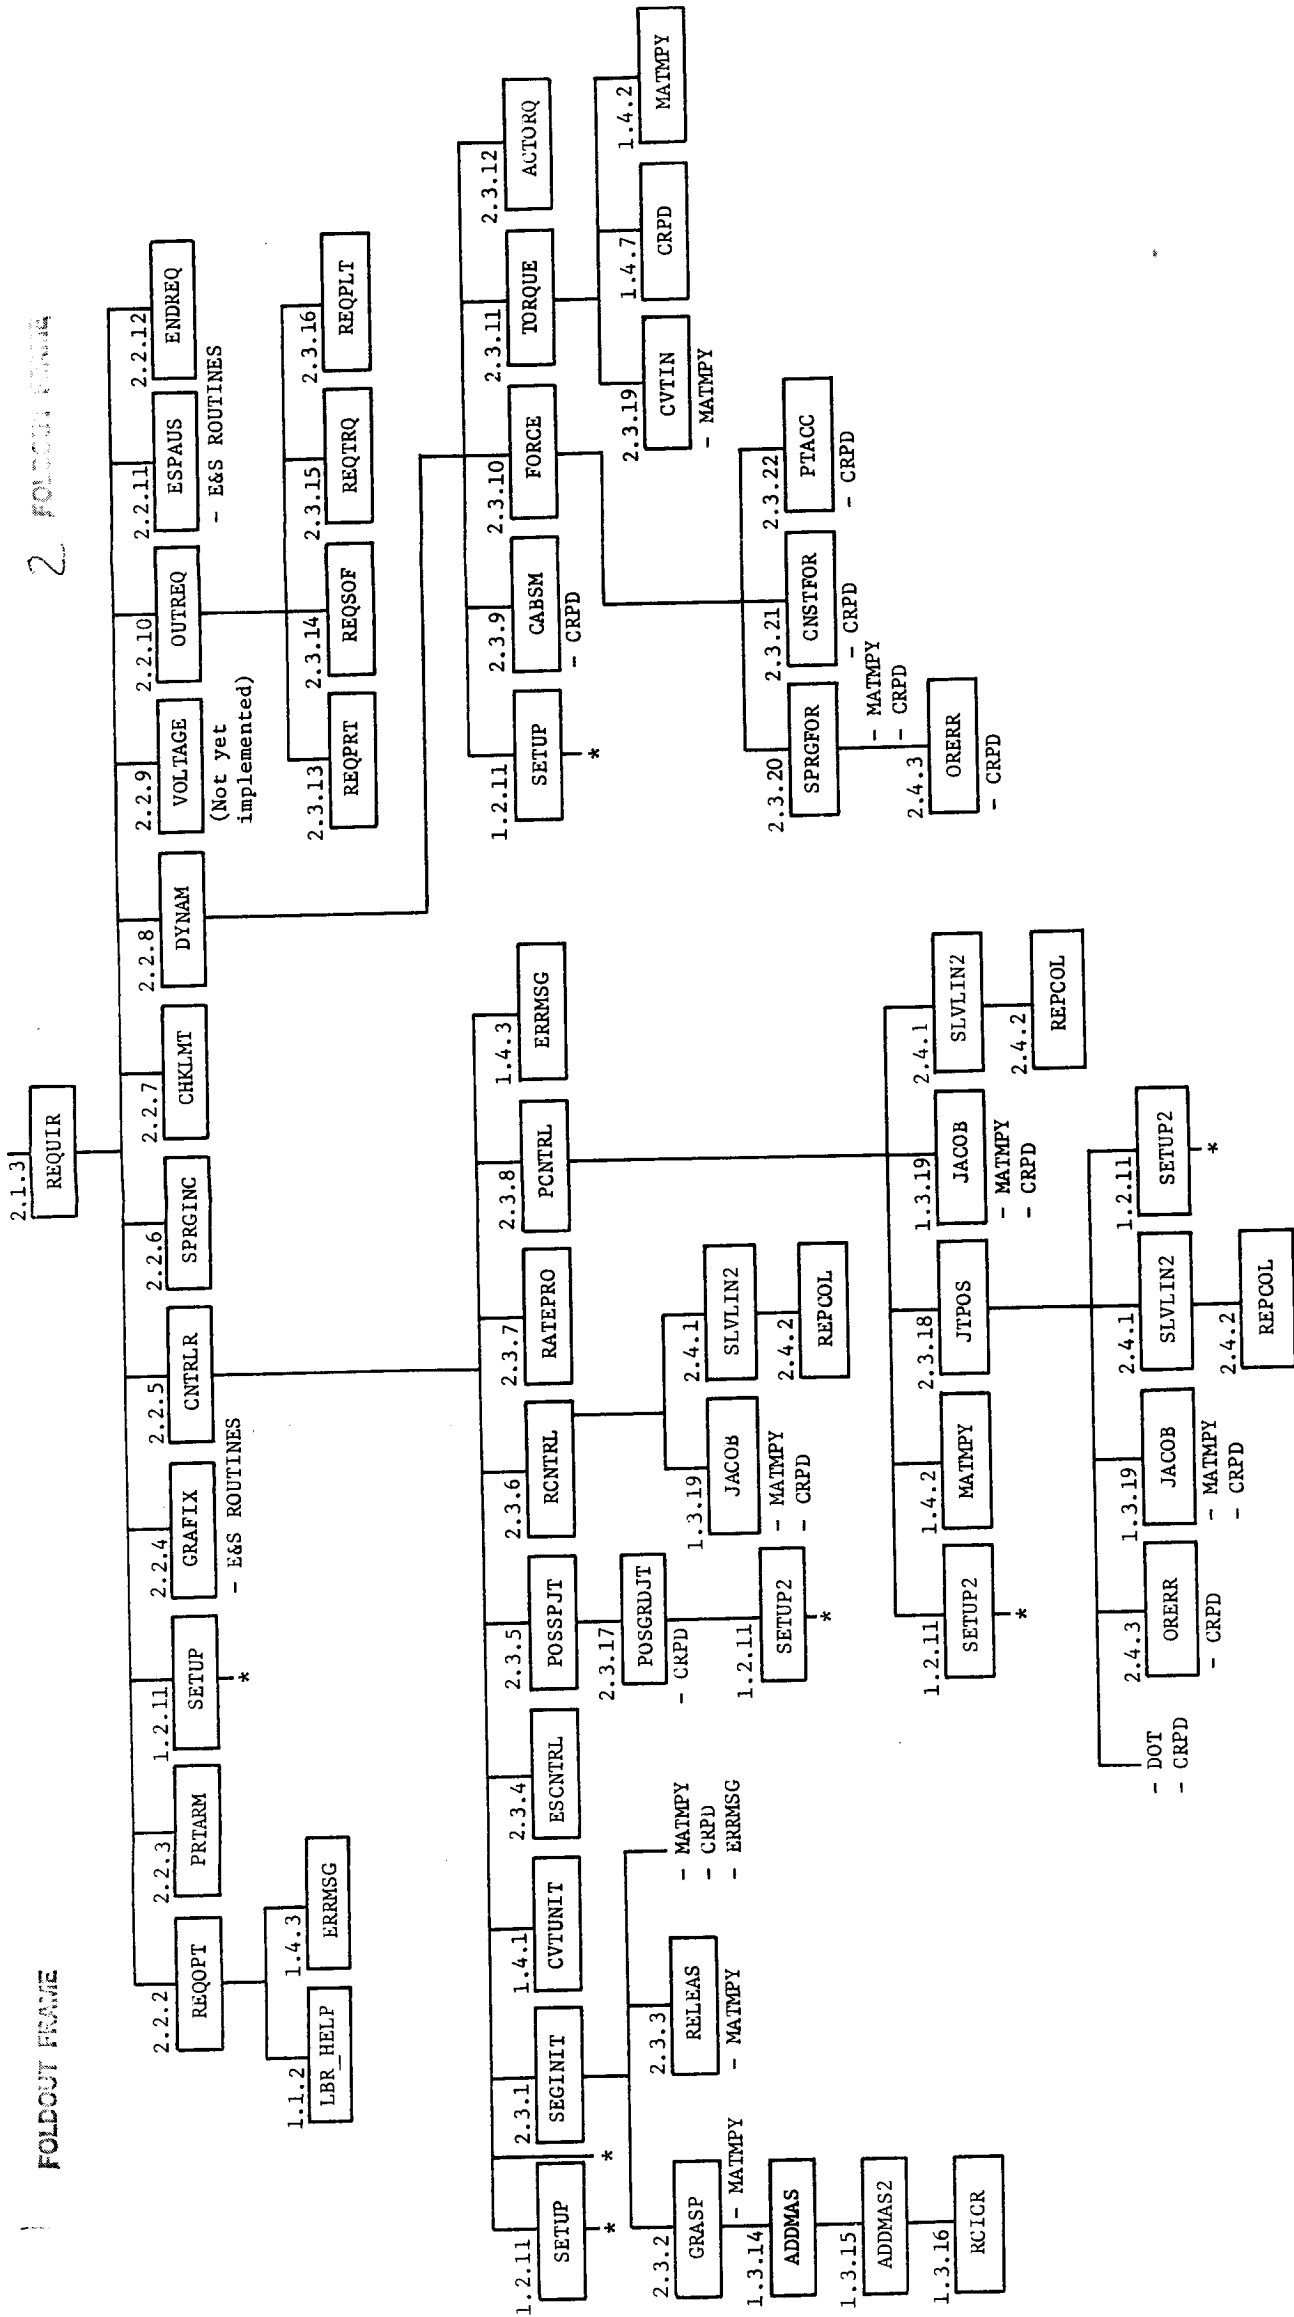 FOLDOUT FRAME
2
2.1.3
REQUIR
2.2.2
REQOPT
2.2.3
PRTARM
1.2.11
SETUP
*
2.2.4
GRAFIX
- E&S ROUTINES
2.2.5
CNTRLR
2.2.6
SPRGINC
2.2.7
CHKLMT
2.2.8
DYNAM
2.2.9
VOLTAGE
(Not yet
implemented)
2.2.10
OUTREQ
2.2.11
ESPAUS
- E&S ROUTINES
2.2.12
ENDREQ
1.1.2
LBR_HELP
1.4.3
ERRMSG
2.3.13
REQPRT
2.3.14
REQSOF
2.3.15
REQTRQ
2.3.16
REQPLT
1.2.11
SETUP
*
*
2.3.1
SEGINIT
1.4.1
CVTUNIT
2.3.4
ESCNTRL
2.3.5
POSSPJT
2.3.6
RCNTRL
2.3.7
RATEPRO
2.3.8
PCNTRL
1.4.3
ERRMSG
1.2.11
SETUP
*
2.3.9
CABSM
- CRPD
2.3.10
FORCE
2.3.11
TORQUE
2.3.12
ACTORQ
2.3.2
GRASP
- MATMPY
1.3.14
ADDMAS
1.3.15
ADDMAS2
1.3.16
RCICR
2.3.3
RELEAS
- MATMPY
- MATMPY
- CRPD
- ERRMSG
2.3.17
POSGRDJT
- CRPD
1.2.11
SETUP2
*
1.3.19
JACOB
- MATMPY
- CRPD
2.4.1
SLVLIN2
2.4.2
REPCOL
2.3.19
CVTIN
- MATMPY
1.4.7
CRPD
1.4.2
MATMPY
2.3.20
SPRGFOR
- MATMPY
- CRPD
2.4.3
ORERR
- CRPD
2.3.21
CNSTFOR
- CRPD
2.3.22
PTACC
- CRPD
1.2.11
SETUP2
*
1.4.2
MATMPY
2.3.18
JTPOS
1.3.19
JACOB
- MATMPY
- CRPD
2.4.1
SLVLIN2
2.4.2
REPCOL
- DOT
- CRPD
2.4.3
ORERR
- CRPD
1.3.19
JACOB
- MATMPY
- CRPD
2.4.1
SLVLIN2
2.4.2
REPCOL
1.2.11
SETUP2
*